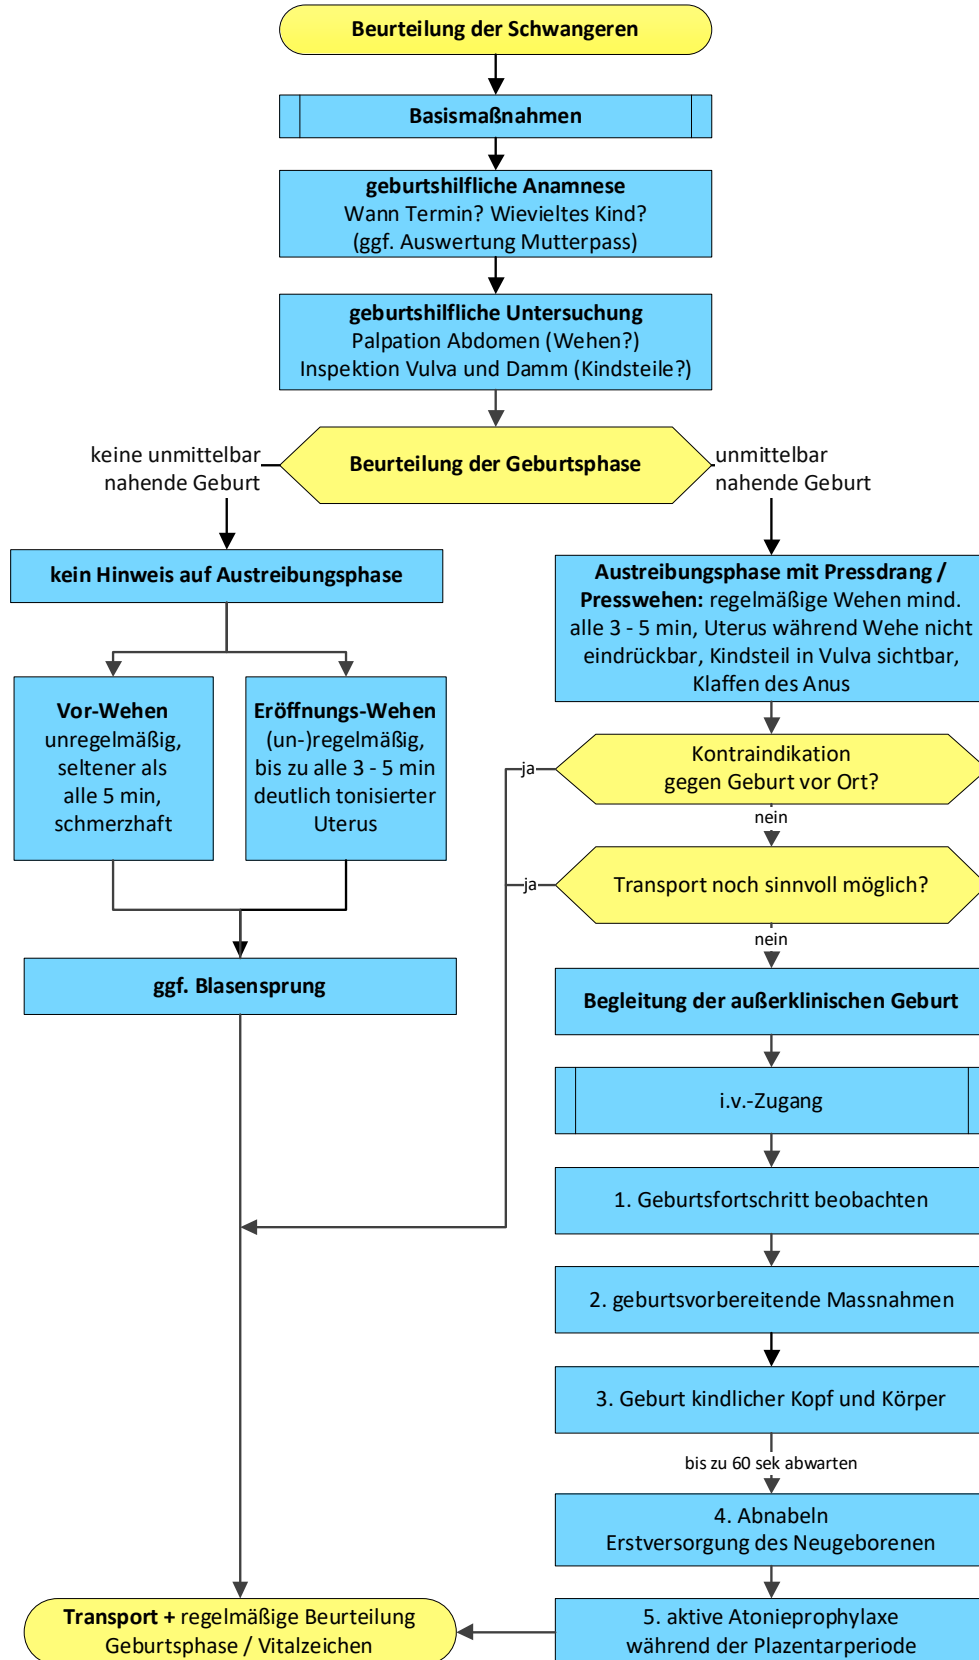 Beurteilung der Schwangeren
Basismaßnahmen
geburtshilfliche Anamnese
Wann Termin? Wievieltes Kind?
(ggf. Auswertung Mutterpass)
geburtshilfliche Untersuchung
Palpation Abdomen (Wehen?)
Inspektion Vulva und Damm (Kindsteile?)
Beurteilung der Geburtsphase
keine unmittelbar
nahende Geburt
unmittelbar
nahende Geburt
kein Hinweis auf Austreibungsphase
Vor-Wehen
unregelmäßig,
seltener als
alle 5 min,
schmerzhaft
Eröffnungs-Wehen
(un-)regelmäßig,
bis zu alle 3 - 5 min
deutlich tonisierter
Uterus
ggf. Blasensprung
Austreibungsphase mit Pressdrang /
Presswehen: regelmäßige Wehen mind.
alle 3 - 5 min, Uterus während Wehe nicht
eindrückbar, Kindsteil in Vulva sichtbar,
Klaffen des Anus
Kontraindikation
gegen Geburt vor Ort?
ja
nein
Transport noch sinnvoll möglich?
ja
nein
Begleitung der außerklinischen Geburt
i.v.-Zugang
1. Geburtsfortschritt beobachten
2. geburtsvorbereitende Massnahmen
3. Geburt kindlicher Kopf und Körper
bis zu 60 sek abwarten
4. Abnabeln
Erstversorgung des Neugeborenen
5. aktive Atonieprophylaxe
während der Plazentarperiode
Transport + regelmäßige Beurteilung
Geburtsphase / Vitalzeichen